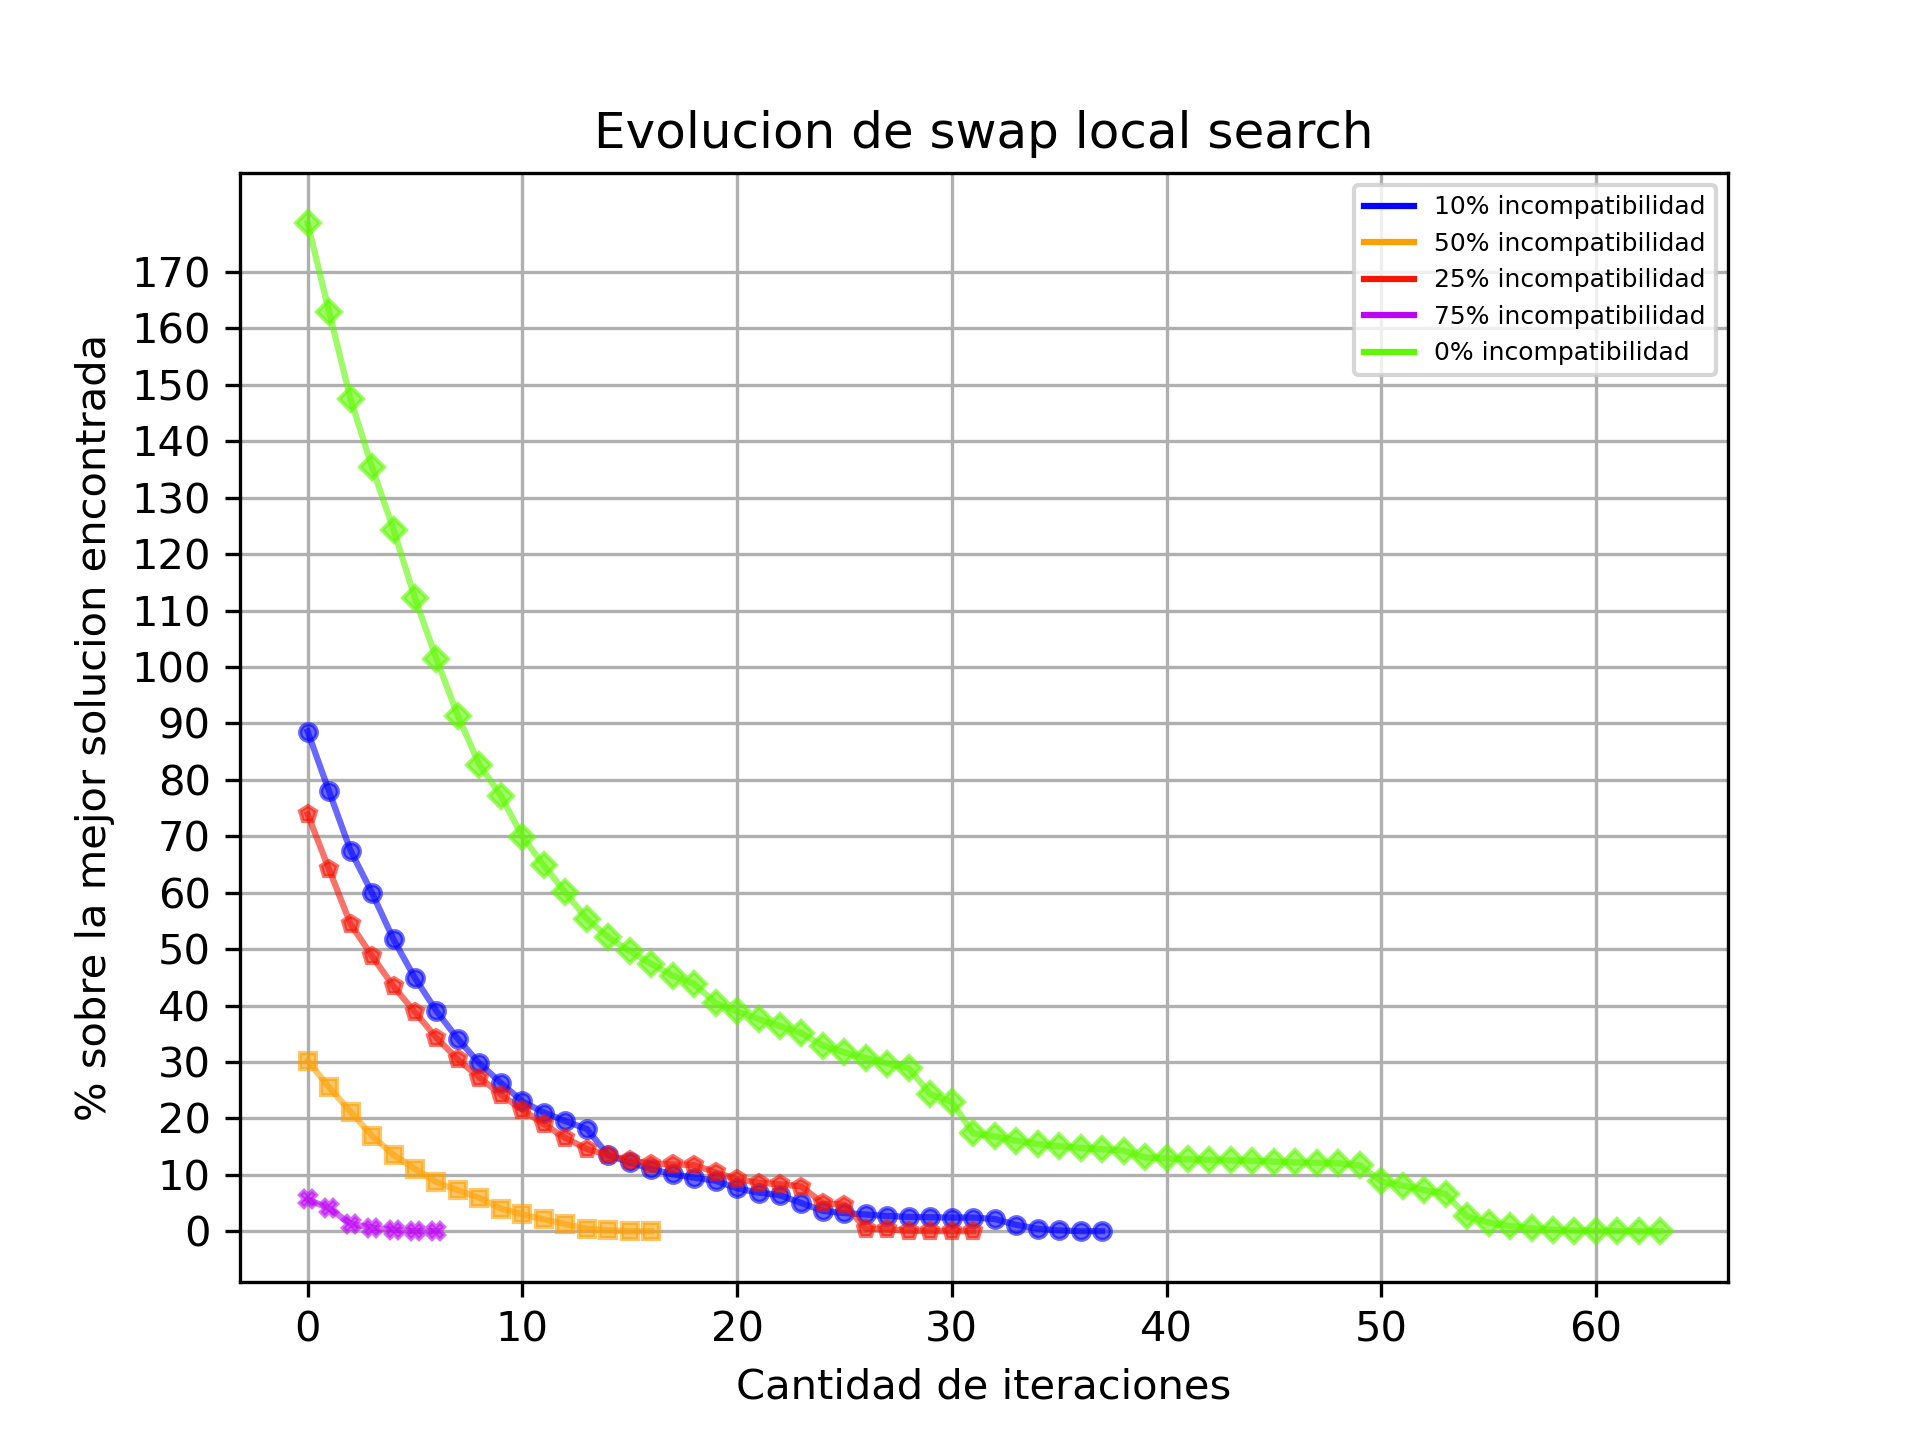 Evolucion de swap local search
10% incompatibilidad
50% incompatibilidad
25% incompatibilidad
75% incompatibilidad
0% incompatibilidad
% sobre la mejor solucion encontrada
170
160
150
140
130
120
110
100
90
80
70
60
50
40
30
20
10
0
0 10 20 30 40 50 60
Cantidad de iteraciones